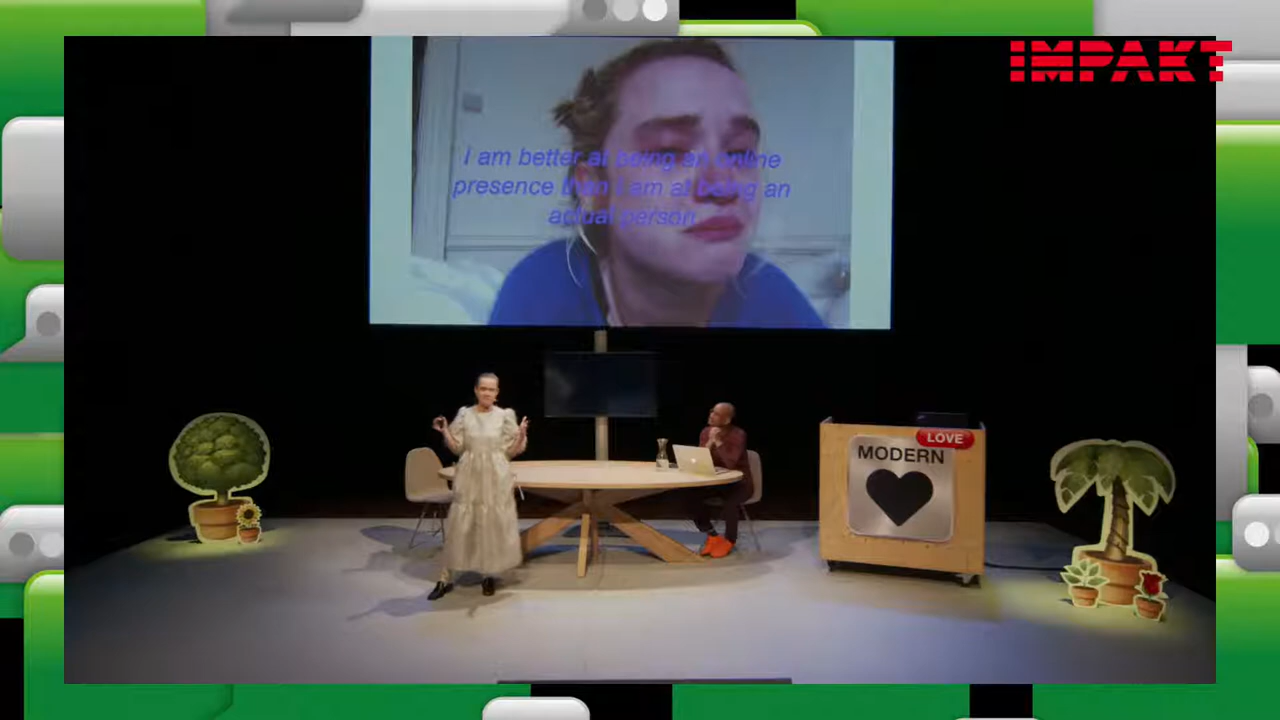 IMPAKT
I am better at being an online
presence than I am at being an
actual person
LOVE
MODERN